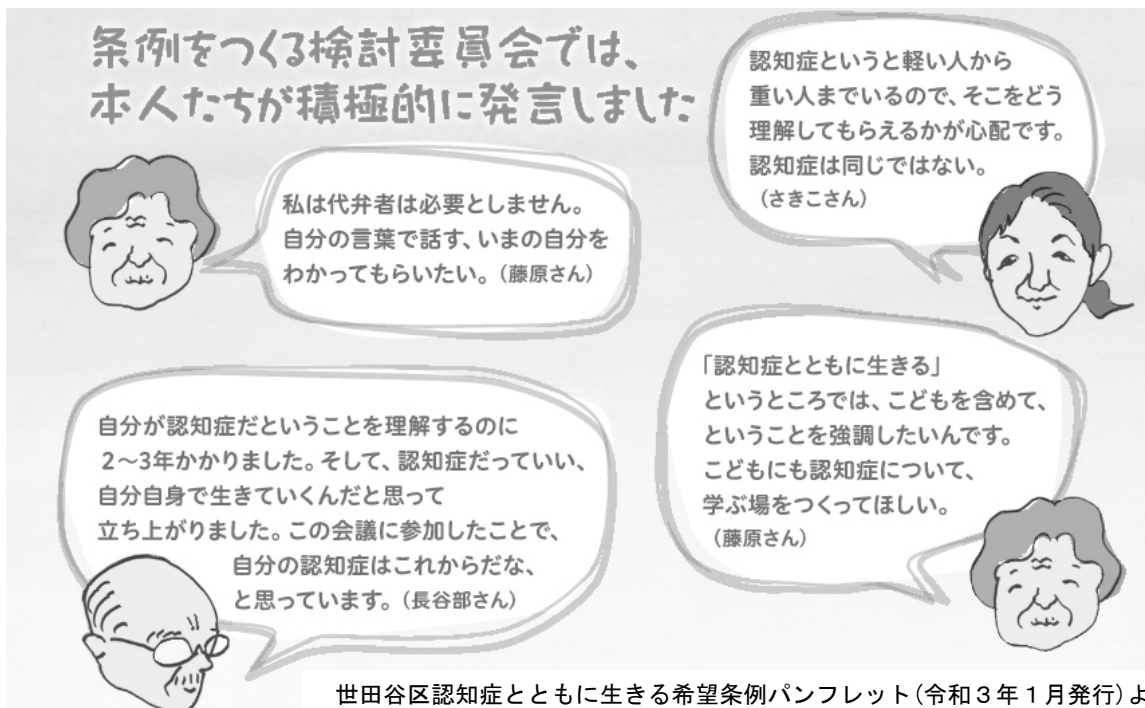 条例をつくる検討委員会では、
本人たちが積極的に発言しました
私は代弁者は必要としません。
自分の言葉で話す、いまの自分を
わかってもらいたい。（藤原さん）
認知症というと軽い人から
重い人までいるので、そこをどう
理解してもらえるかが心配です。
認知症は同じではない。
（さきこさん）
自分が認知症だということを理解するのに
2～3年かかりました。そして、認知症だっていい、
自分自身で生きていくんだと思って
立ち上がりました。この会議に参加したことで、
自分の認知症はこれからだな、
と思っています。（長谷部さん）
「認知症とともに生きる」
というところでは、こどもを含めて、
ということを強調したいんです。
こどもにも認知症について、
学ぶ場をつくってほしい。
（藤原さん）
世田谷区認知症とともに生きる希望条例パンフレット（令和３年１月発行）よ